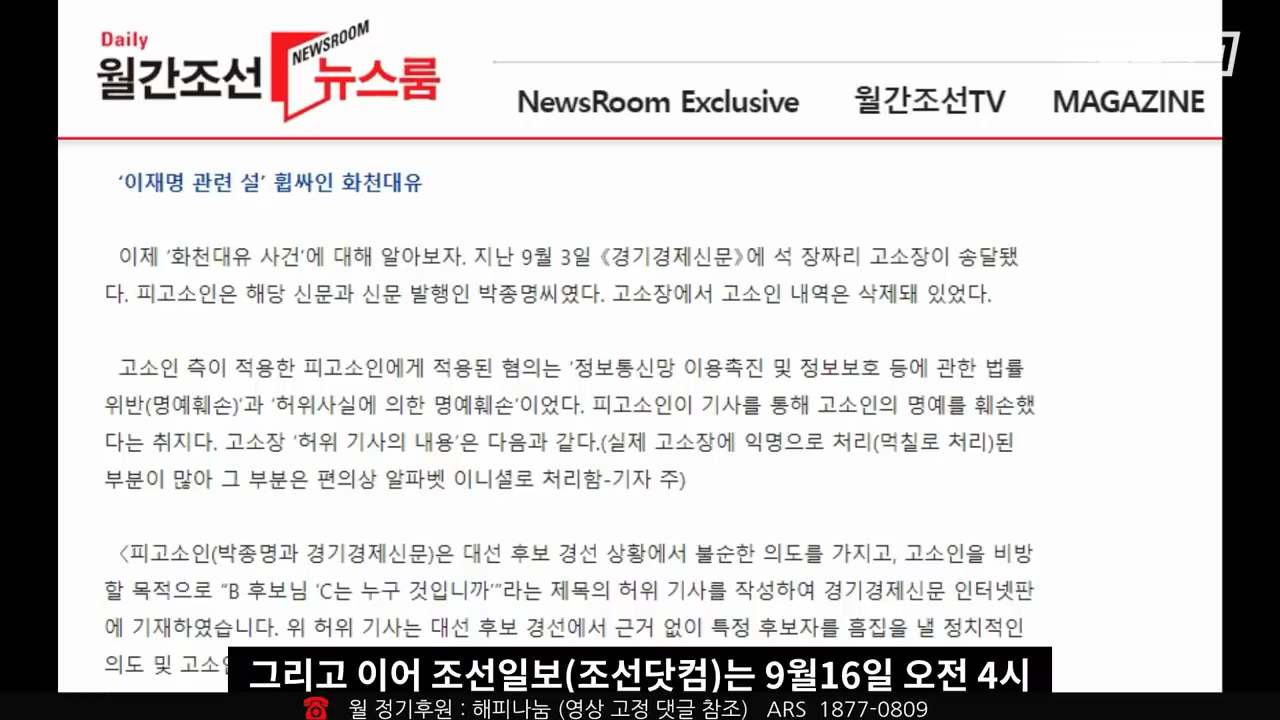 Daily
월간조선 NEWSROOM 뉴스룸
NewsRoom Exclusive 월간조선TV MAGAZINE
‘이재명 관련 설’ 휩싸인 화천대유
이제 ‘화천대유 사건’에 대해 알아보자. 지난 9월 3일 《경기경제신문》에 석 장짜리 고소장이 송달됐
다. 피고소인은 해당 신문과 신문 발행인 박종명씨였다. 고소장에서 고소인 내역은 삭제돼 있었다.
고소인 측이 적용한 피고소인에게 적용된 혐의는 ‘정보통신망 이용촉진 및 정보보호 등에 관한 법률
위반(명예훼손)’과 ‘허위사실에 의한 명예훼손’이었다. 피고소인이 기사를 통해 고소인의 명예를 훼손했
다는 취지다. 고소장 ‘허위 기사의 내용’은 다음과 같다.(실제 고소장에 익명으로 처리(먹칠로 처리)된
부분이 많아 그 부분은 편의상 알파벳 이니셜로 처리함-기자 주)
〈피고소인(박종명과 경기경제신문)은 대선 후보 경선 상황에서 불순한 의도를 가지고, 고소인을 비방
할 목적으로 “B 후보님 ‘C는 누구 것입니까’”라는 제목의 허위 기사를 작성하여 경기경제신문 인터넷판
에 기재하였습니다. 위 허위 기사는 대선 후보 경선에서 근거 없이 특정 후보자를 흠집을 낼 정치적인
의도 및 고소
그리고 이어 조선일보(조선닷컴)는 9월16일 오전 4시
월 정기후원 : 해피나눔 (영상 고정 댓글 참조) ARS 1877-0809